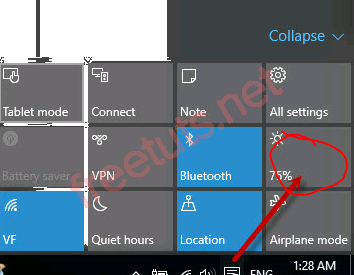 Collapse
Tablet mode
Connect
Note
All settings
Battery saver
VPN
Bluetooth
75%
VF
Quiet hours
Location
Airplane mode
1:28 AM
freetuts.net